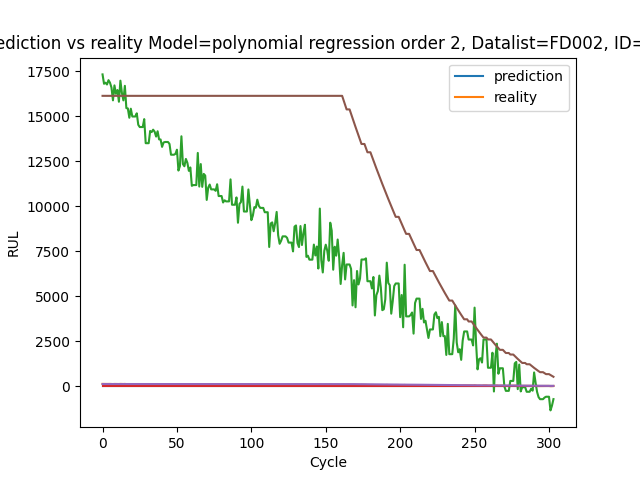 ediction vs reality Model=polynomial regression order 2, Datalist=FD002, ID=
prediction
reality
17500
15000
12500
10000
7500
5000
2500
0
RUL
0 50 100 150 200 250 300
Cycle